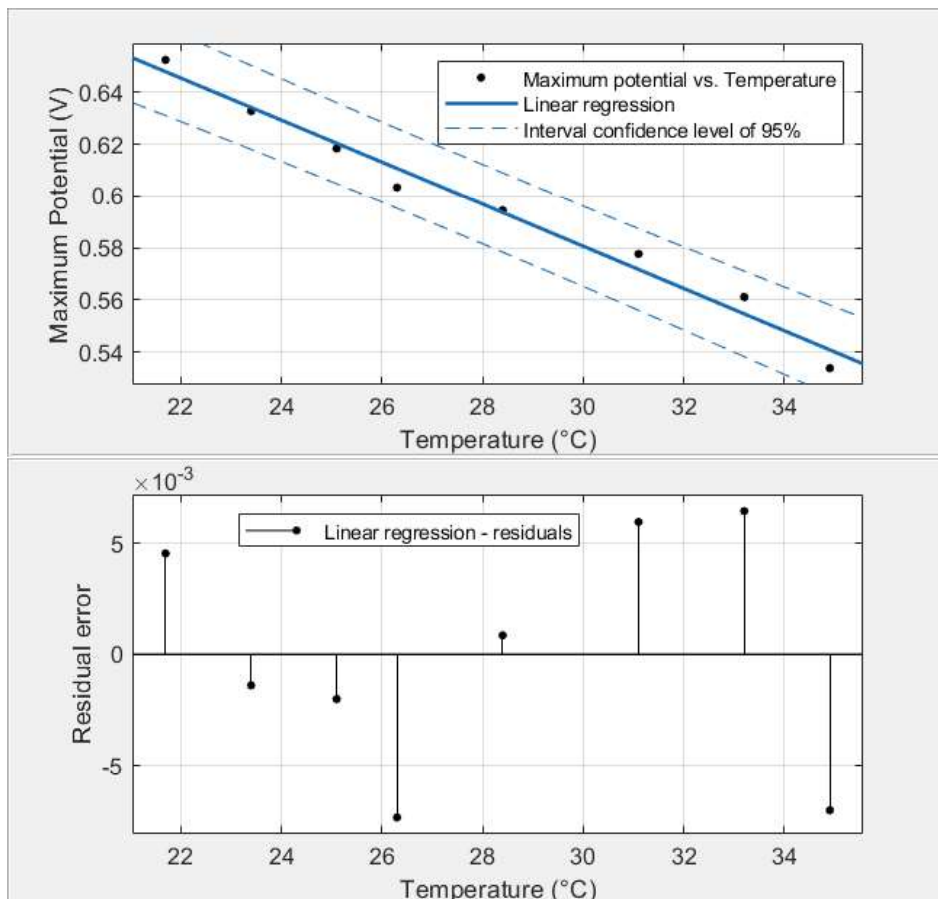 Maximum Potential (V)
0.64
0.62
0.6
0.58
0.56
0.54
Maximum potential vs. Temperature
Linear regression
Interval confidence level of 95%
22 24 26 28 30 32 34
Temperature (°C)
×10-3
Residual error
5
0
-5
Linear regression - residuals
22 24 26 28 30 32 34
Temperature (°C)